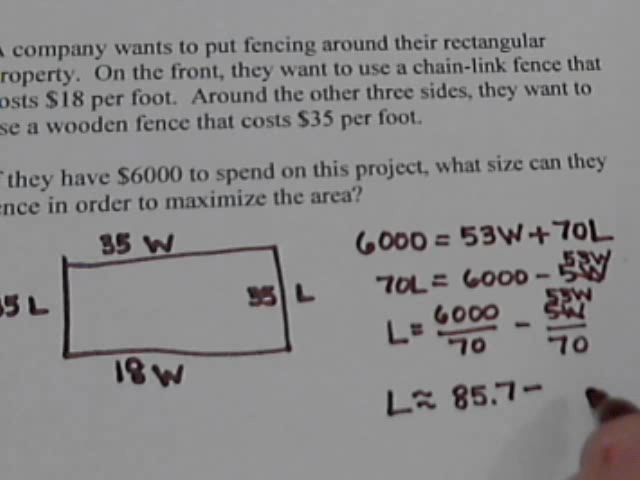 A company wants to put fencing around their rectangular
roperty. On the front, they want to use a chain-link fence that
osts $18 per foot. Around the other three sides, they want to
se a wooden fence that costs $35 per foot.
f they have $6000 to spend on this project, what size can they
ence in order to maximize the area?
35 W
35 L
35 L
18 W
6000 = 53W + 70L
53W
70L = 6000 - 5W
53W
L = 6000/70 - 5W/70
L ≈ 85.7 -